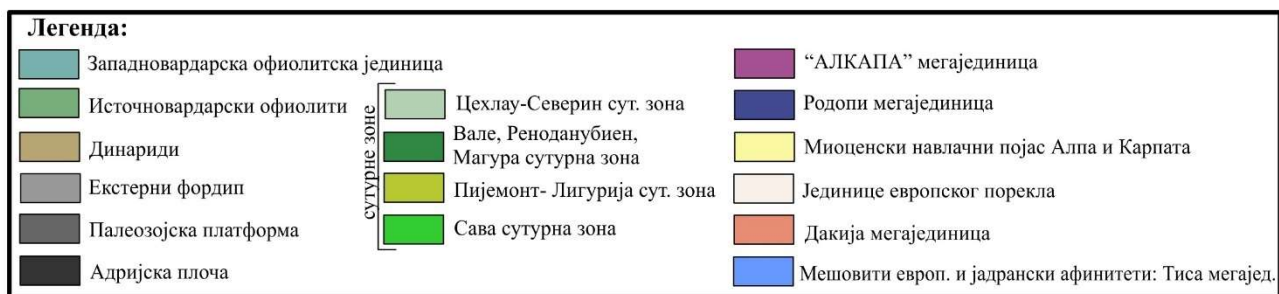 Легенда:
Западновардарска офиолитска јединица
Источновардарски офиолити
Динариди
Екстерни фордип
Палеозојска платформа
Адријска плоча
сутурне зоне
Цехлау-Северин сут. зона
Вале, Реноданубиен,
Магура сутурна зона
Пијемонт- Лигурија сут. зона
Сава сутурна зона
“АЛКАПА” мегајединица
Родопи мегајединица
Миоценски навлачни појас Алпа и Карпата
Јединице европског порекла
Дакија мегајединица
Мешовити европ. и јадрански афинитети: Тиса мегајед.